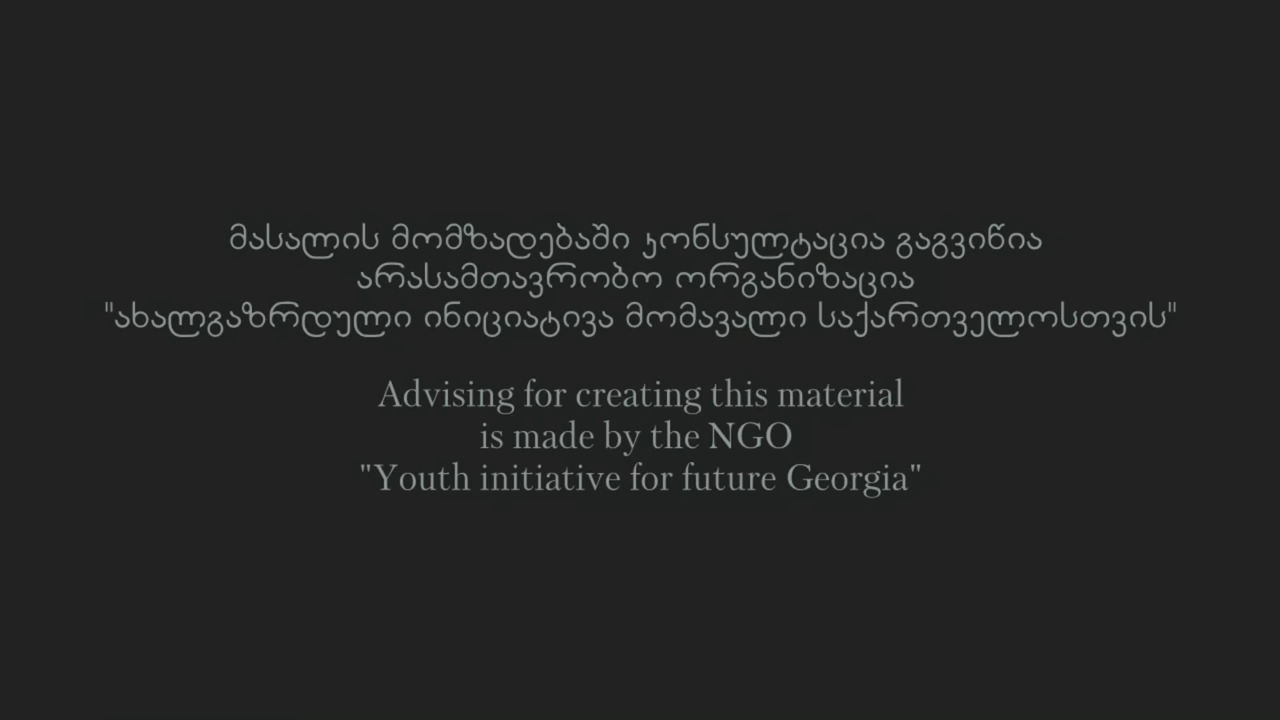 მასალის მომზადებაში კონსულტაცია გაგვიწია
არასამთავრობო ორგანიზაცია
"ახალგაზრდული ინიციატივა მომავალი საქართველოსთვის"
Advising for creating this material
is made by the NGO
"Youth initiative for future Georgia"